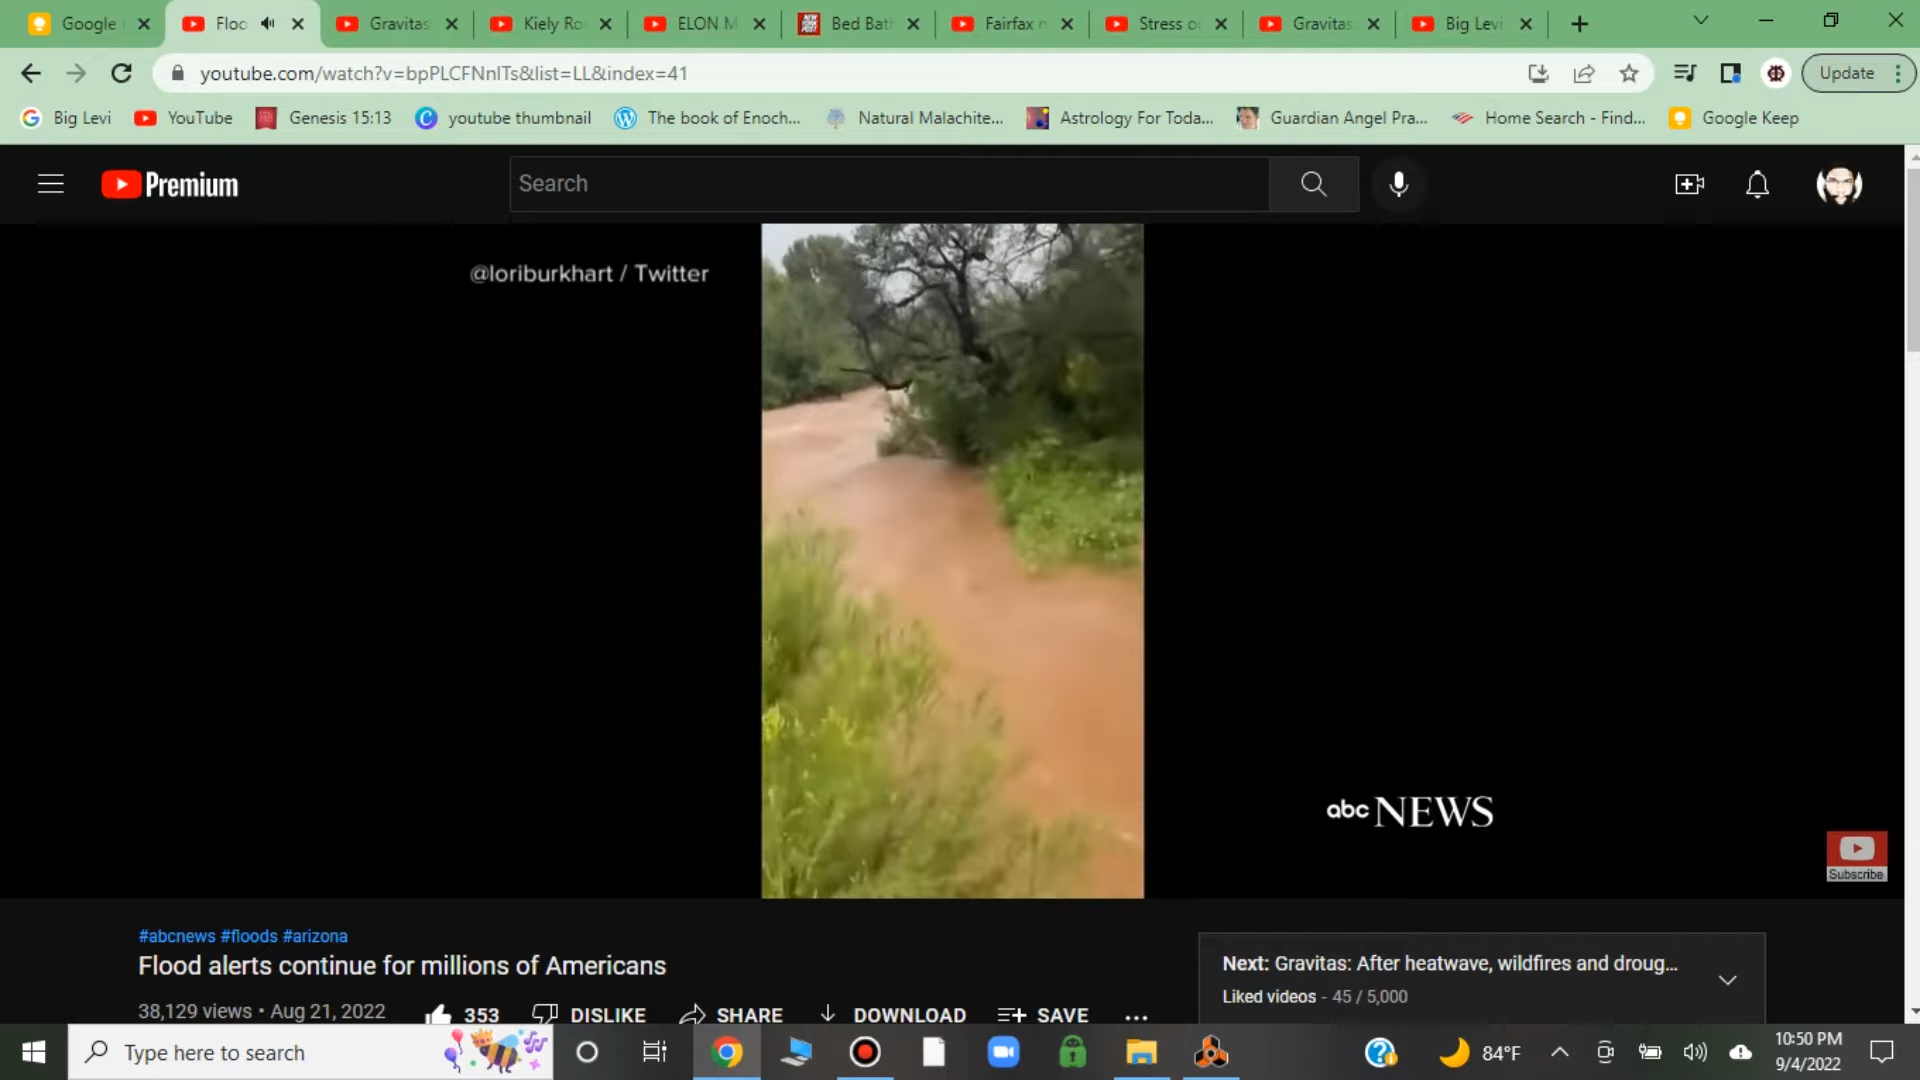 Google
Floo
Gravitas
Kiely Ro
ELON M
Bed Bath
Fairfax
Stress o
Gravitas
Big Levi
youtube.com/watch?v=bpPLCFNnlTs&list=LL&index=41
Update
Big Levi
YouTube
Genesis 15:13
youtube thumbnail
The book of Enoch...
Natural Malachite...
Astrology For Toda...
Guardian Angel Pra...
Home Search - Find...
Google Keep
Premium
Search
@loriburkhart / Twitter
abc NEWS
Subscribe
#abcnews #floods #arizona
Flood alerts continue for millions of Americans
38,129 views • Aug 21, 2022
353
DISLIKE
SHARE
DOWNLOAD
SAVE
Next: Gravitas: After heatwave, wildfires and droug...
Liked videos - 45 / 5,000
Type here to search
84°F
10:50 PM
9/4/2022